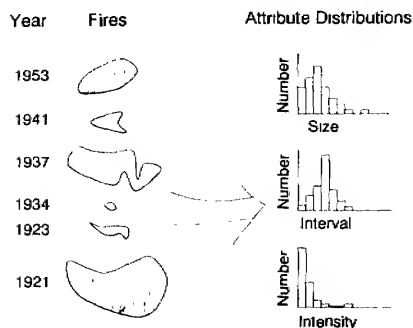 Year Fires Attribute Distributions
1953
1941
1937
1934
1923
1921
Number
Size
Number
Interval
Number
Intensity